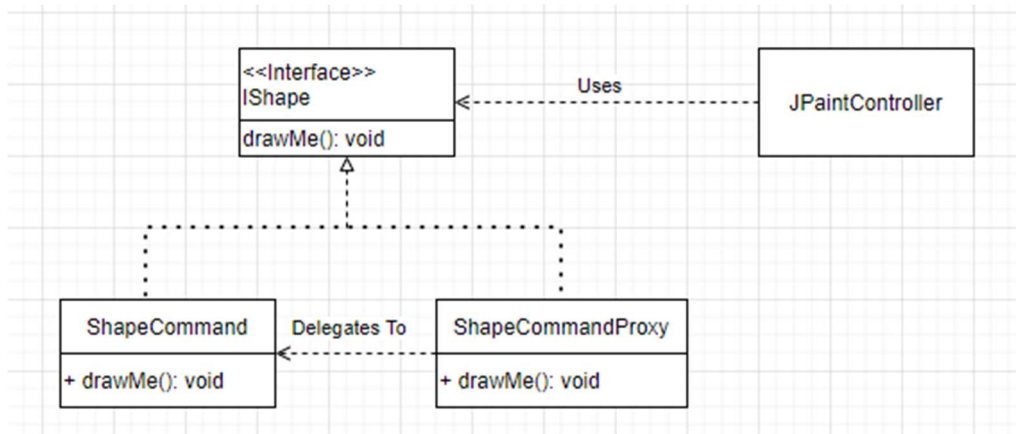 <<Interface>>
IShape
drawMe(): void
Uses
JPaintController
ShapeCommand
+ drawMe(): void
Delegates To
ShapeCommandProxy
+ drawMe(): void